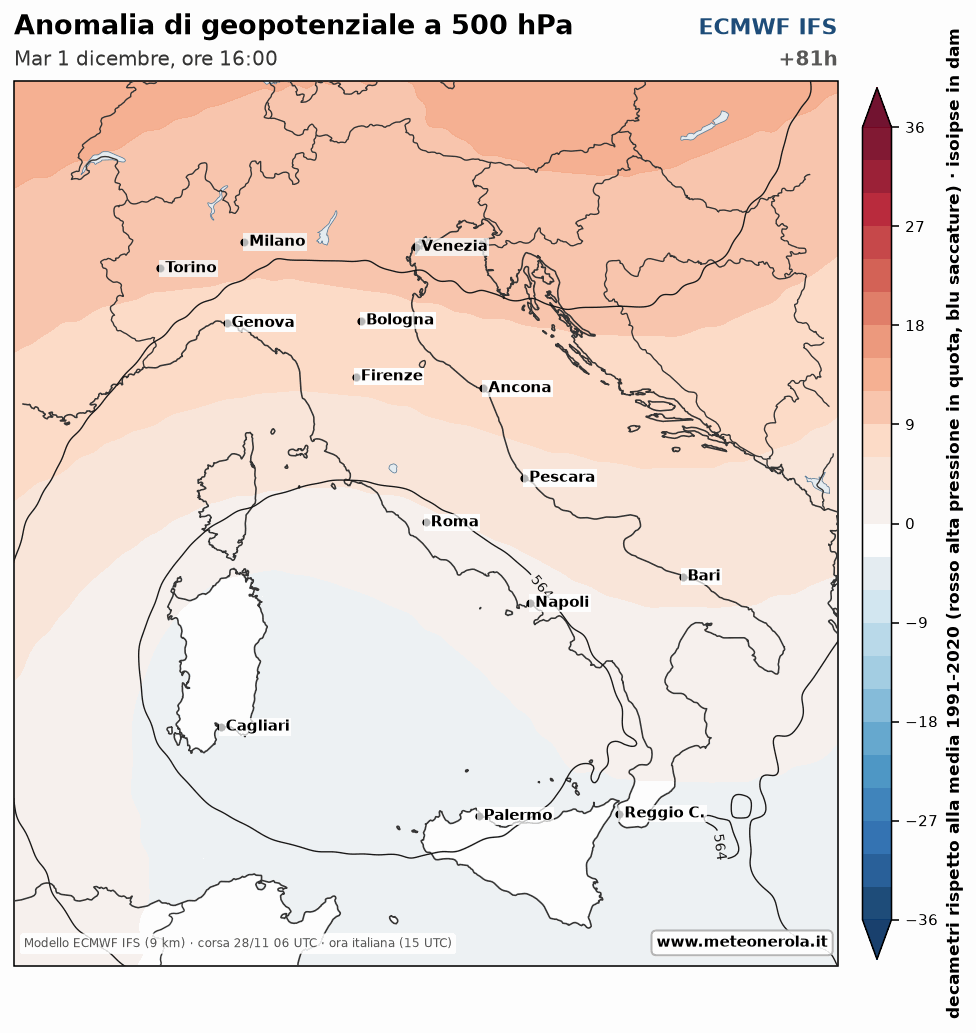 Anomalia di geopotenziale a 500 hPa
ECMWF IFS
Mar 1 dicembre, ore 16:00
+81h
Milano
Venezia
Torino
Genova
Bologna
Firenze
Ancona
Pescara
Roma
Bari
564
Napoli
Cagliari
Palermo
Reggio C.
564
Modello ECMWF IFS (9 km) · corsa 28/11 06 UTC · ora italiana (15 UTC)
www.meteonerola.it
36
27
18
9
0
−9
−18
−27
−36
decametri rispetto alla media 1991-2020 (rosso alta pressione in quota, blu saccature) · isoipse in dam